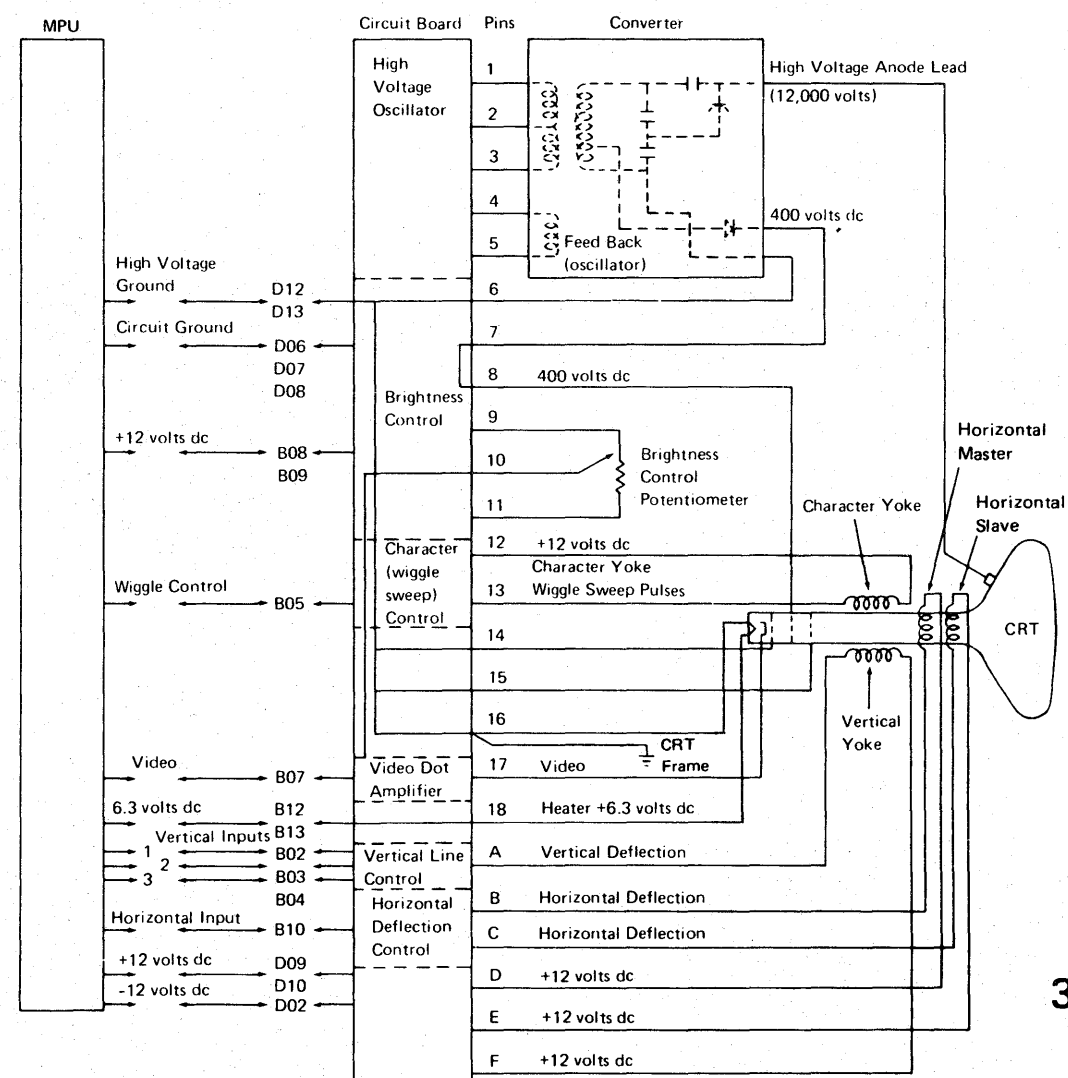 MPU
Circuit Board
Pins
Converter
High
Voltage
Oscillator
1
2
3
4
5
Feed Back
(oscillator)
High Voltage Anode Lead
(12,000 volts)
400 volts dc
High Voltage
Ground
D12
D13
6
Circuit Ground
D06
D07
D08
7
8
400 volts dc
Brightness
Control
9
10
11
Brightness
Control
Potentiometer
+12 volts dc
B08
B09
Horizontal
Master
Horizontal
Slave
Character Yoke
Character
(wiggle
sweep)
Control
12
+12 volts dc
Character Yoke
13
Wiggle Sweep Pulses
Wiggle Control
B05
14
15
16
CRT
Vertical
Yoke
CRT
Frame
Video
B07
Video Dot
Amplifier
17
Video
6.3 volts dc
B12
B13
18
Heater +6.3 volts dc
Vertical Inputs
1
2
3
B02
B03
B04
Vertical Line
Control
A
Vertical Deflection
Horizontal
Deflection
Control
B
Horizontal Deflection
C
Horizontal Deflection
Horizontal Input
B10
+12 volts dc
D09
D10
-12 volts dc
D02
D
+12 volts dc
E
+12 volts dc
F
+12 volts dc
3